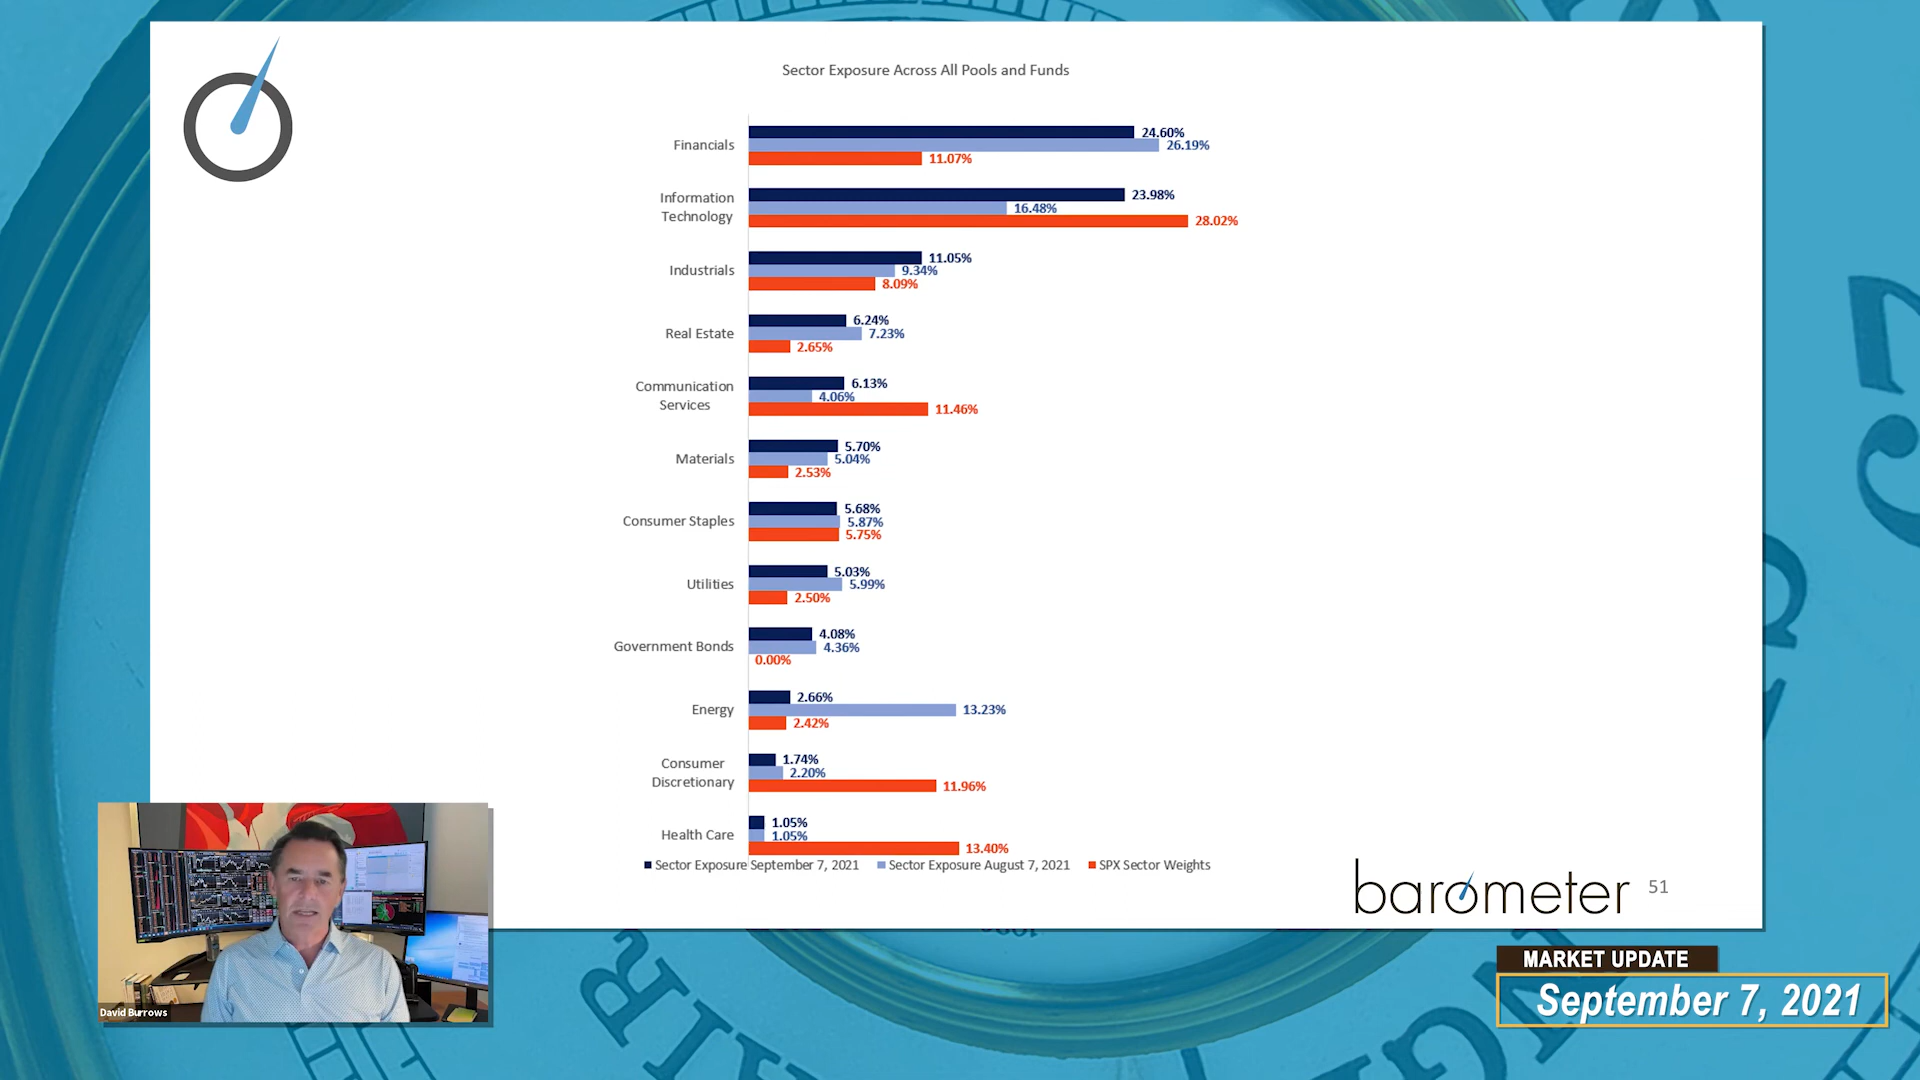 Sector Exposure Across All Pools and Funds
Financials
24.60%
26.19%
11.07%
Information
Technology
23.98%
16.48%
28.02%
Industrials
11.05%
9.34%
8.09%
Real Estate
6.24%
7.23%
2.65%
Communication
Services
6.13%
4.06%
11.46%
Materials
5.70%
5.04%
2.53%
Consumer Staples
5.68%
5.87%
5.75%
Utilities
5.03%
5.99%
2.50%
Government Bonds
4.08%
4.36%
0.00%
Energy
2.66%
13.23%
2.42%
Consumer
Discretionary
1.74%
2.20%
11.96%
Health Care
1.05%
1.05%
13.40%
Sector Exposure September 7, 2021 Sector Exposure August 7, 2021 SPX Sector Weights
barometer 51
David Burrows
MARKET UPDATE
September 7, 2021